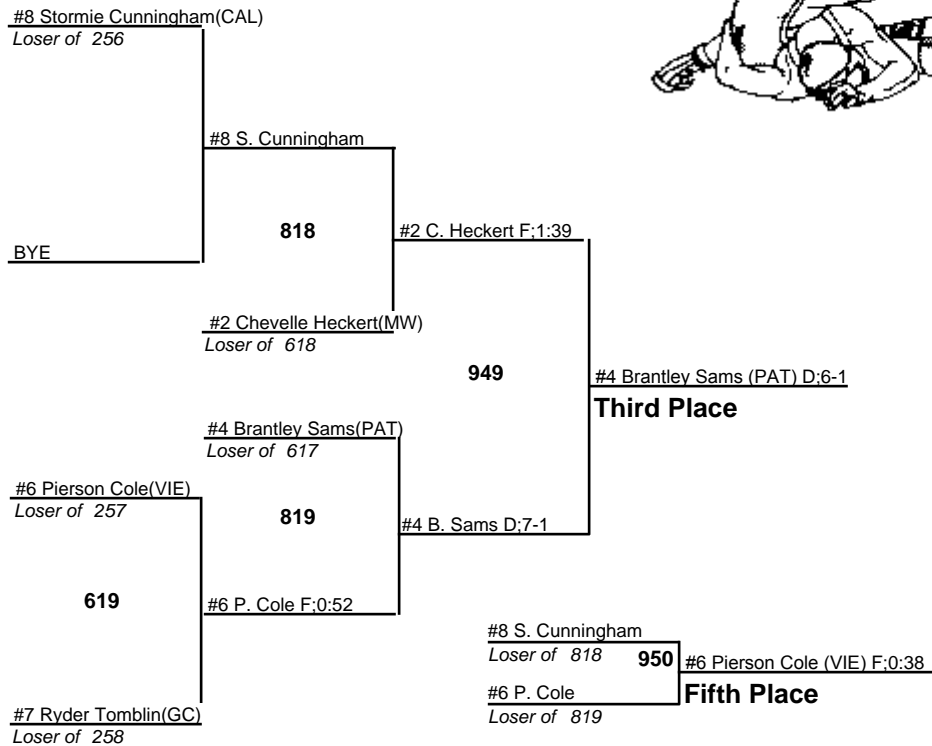 #8 Stormie Cunningham(CAL)
Loser of 256
#8 S. Cunningham
818
#2 C. Heckert F;1:39
BYE
#2 Chevelle Heckert(MW)
Loser of 618
949
#4 Brantley Sams (PAT) D;6-1
Third Place
#4 Brantley Sams(PAT)
Loser of 617
#6 Pierson Cole(VIE)
Loser of 257
819
#4 B. Sams D;7-1
619
#6 P. Cole F;0:52
#8 S. Cunningham
Loser of 818
950
#6 Pierson Cole (VIE) F;0:38
Fifth Place
#6 P. Cole
Loser of 819
#7 Ryder Tomblin(GC)
Loser of 258